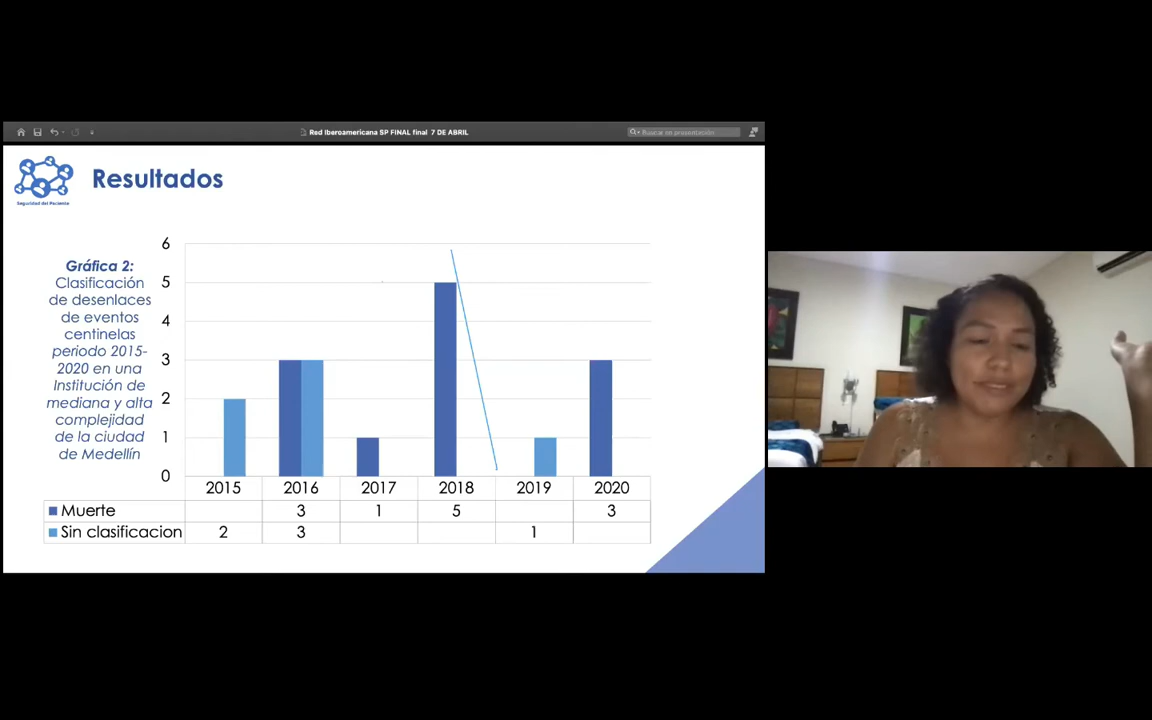 Red Iberoamericana SP FINAL final 7 DE ABRIL
Buscar en presentación
Seguridad del Paciente
Resultados
Gráfica 2:
Clasificación
de desenlaces
de eventos
centinelas
periodo 2015-
2020 en una
Institución de
mediana y alta
complejidad
de la ciudad
de Medellín
6
5
4
3
2
1
0
2015 2016 2017 2018 2019 2020
Muerte 3 1 5 3
Sin clasificacion 2 3 1